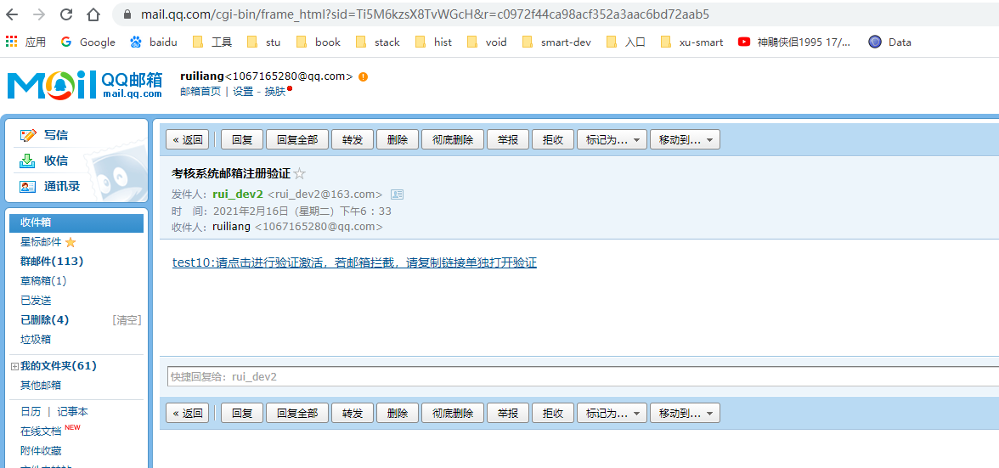 mail.qq.com/cgi-bin/frame_html?sid=Ti5M6kzsX8TvWGcH&r=c0972f44ca98acf352a3aac6bd72aab5
应用 Google baidu 工具 stu book stack hist void smart-dev 入口 xu-smart 神鵰侠侣1995 17/... Data
Mail QQ邮箱 mail.qq.com
ruiliang<1067165280@qq.com>
邮箱首页 | 设置 - 换肤
写信
收信
通讯录
收件箱
星标邮件
群邮件(113)
草稿箱(1)
已发送
已删除(4) [清空]
垃圾箱
我的文件夹(61)
其他邮箱
日历 | 记事本
在线文档 NEW
附件收藏
« 返回 回复 回复全部 转发 删除 彻底删除 举报 拒收 标记为... 移动到...
考核系统邮箱注册验证
发件人：rui_dev2 <rui_dev2@163.com>
时 间：2021年2月16日（星期二）下午6：33
收件人：ruiliang <1067165280@qq.com>
test10:请点击进行验证激活，若邮箱拦截，请复制链接单独打开验证
快捷回复给：rui_dev2
« 返回 回复 回复全部 转发 删除 彻底删除 举报 拒收 标记为... 移动到...